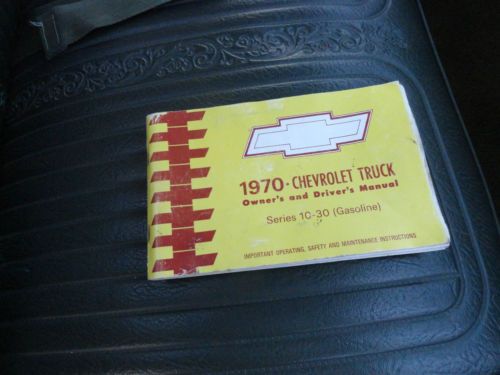 1970 · CHEVROLET TRUCK
Owner's and Driver's Manual
Series 10-30 (Gasoline)
IMPORTANT OPERATING, SAFETY AND MAINTENANCE INSTRUCTIONS